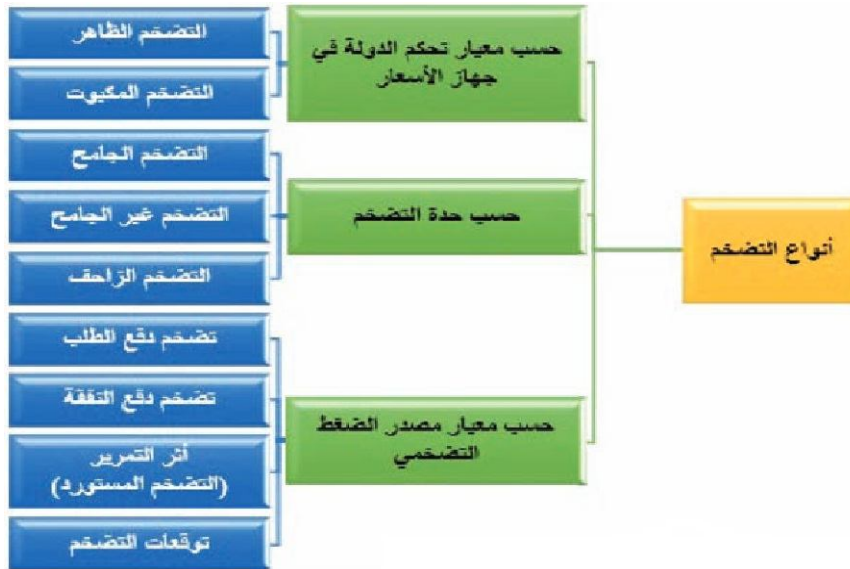 أنواع التضخم
حسب معيار تحكم الدولة في
جهاز الأسعار
التضخم الظاهر
التضخم المكبوت
حسب حدة التضخم
التضخم الجامح
التضخم غير الجامح
التضخم الزاحف
حسب معيار مصدر الضغط
التضخمي
تضخم دفع الطلب
تضخم دفع النفقة
أثر التمرير
(التضخم المستورد)
توقعات التضخم